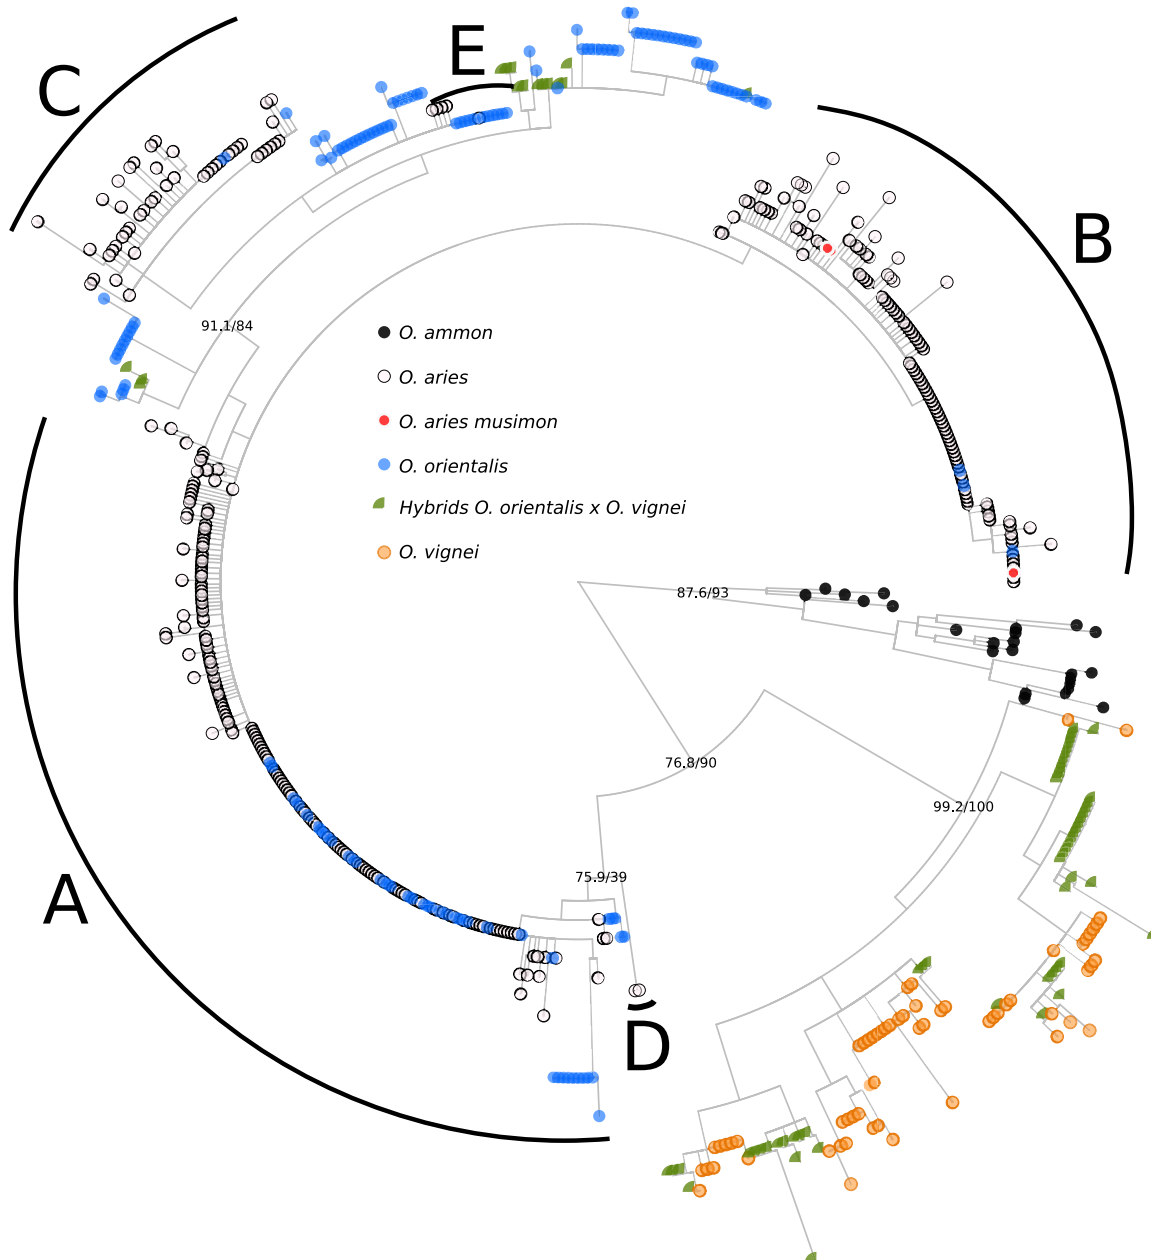 E
C
B
91.1/84
O. ammon
O. aries
O. aries musimon
O. orientalis
Hybrids O. orientalis x O. vignei
O. vignei
87.6/93
76.8/90
99.2/100
75.9/39
A
D